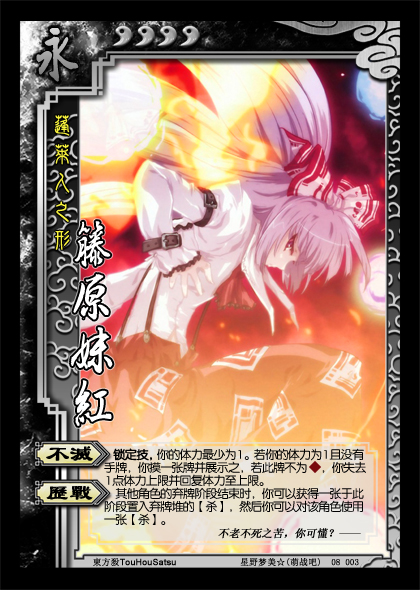 永
蓬萊人之形
籐原妹紅
不滅
锁定技，你的体力最少为1。若你的体力为1且没有
手牌，你摸一张牌并展示之，若此牌不为♦，你失去
1点体力上限并回复体力至上限。
歷戰
其他角色的弃牌阶段结束时，你可以获得一张于此
阶段置入弃牌堆的【杀】，然后你可以对该角色使用
一张【杀】。
不老不死之苦，你可懂？——
東方殺TouHouSatsu 星野梦美☆(萌战吧) 08 003